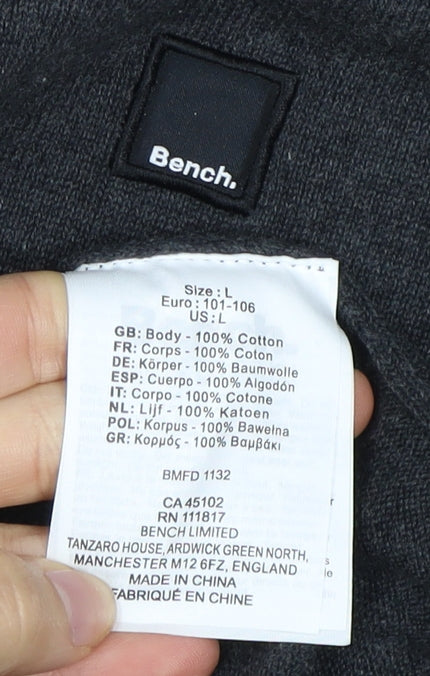 Bench.
Size : L
Euro : 101-106
US : L
GB: Body - 100% Cotton
FR: Corps - 100% Coton
DE: Körper - 100% Baumwolle
ESP: Cuerpo - 100% Algodón
IT: Corpo - 100% Cotone
NL: Lijf - 100% Katoen
POL: Korpus - 100% Bawełna
GR: Κορμός - 100% Βαμβάκι
BMFD 1132
CA 45102
RN 111817
BENCH LIMITED
TANZARO HOUSE, ARDWICK GREEN NORTH,
MANCHESTER M12 6FZ, ENGLAND
MADE IN CHINA
FABRIQUÉ EN CHINE